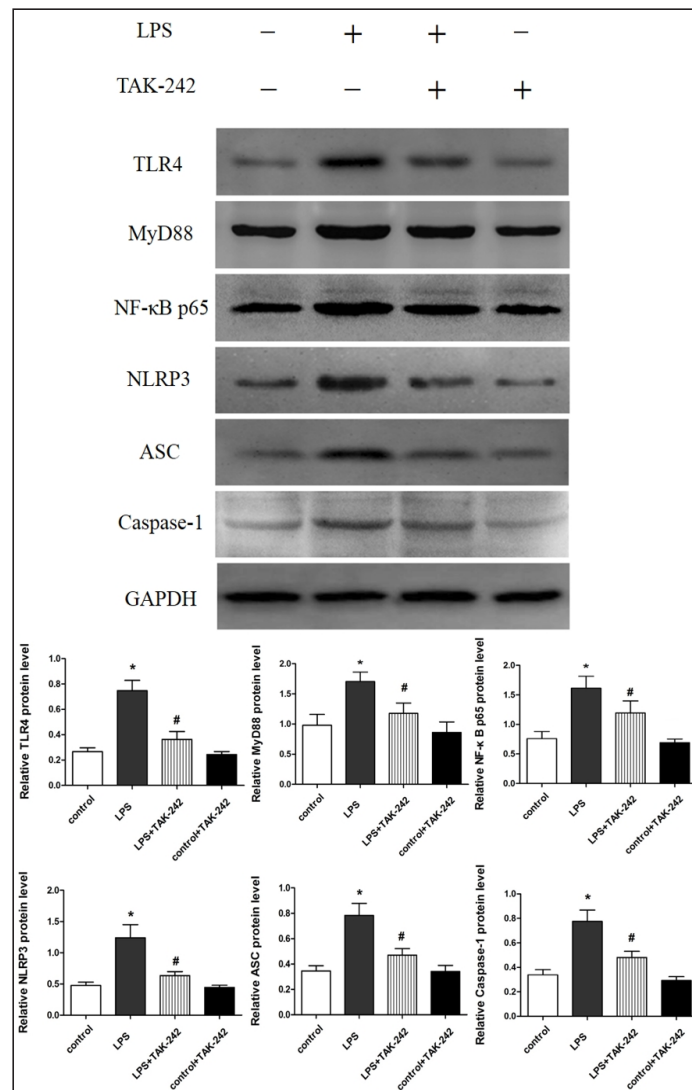 LPS − + + −
TAK-242 − − + +
TLR4
MyD88
NF-κB p65
NLRP3
ASC
Caspase-1
GAPDH
Relative TLR4 protein level
1.0
0.8
0.6
0.4
0.2
0.0
*
#
control
LPS
LPS+TAK-242
control+TAK-242
Relative MyD88 protein level
2.0
1.5
1.0
0.5
0.0
*
#
control
LPS
LPS+TAK-242
control+TAK-242
Relative NF-κ B p65 protein level
2.0
1.5
1.0
0.5
0.0
*
#
control
LPS
LPS+TAK-242
control+TAK-242
Relative NLRP3 protein level
2.0
1.5
1.0
0.5
0.0
*
#
control
LPS
LPS+TAK-242
control+TAK-242
Relative ASC protein level
1.0
0.8
0.6
0.4
0.2
0.0
*
#
control
LPS
LPS+TAK-242
control+TAK-242
Relative Caspase-1 protein level
1.0
0.8
0.6
0.4
0.2
0.0
*
#
control
LPS
LPS+TAK-242
control+TAK-242